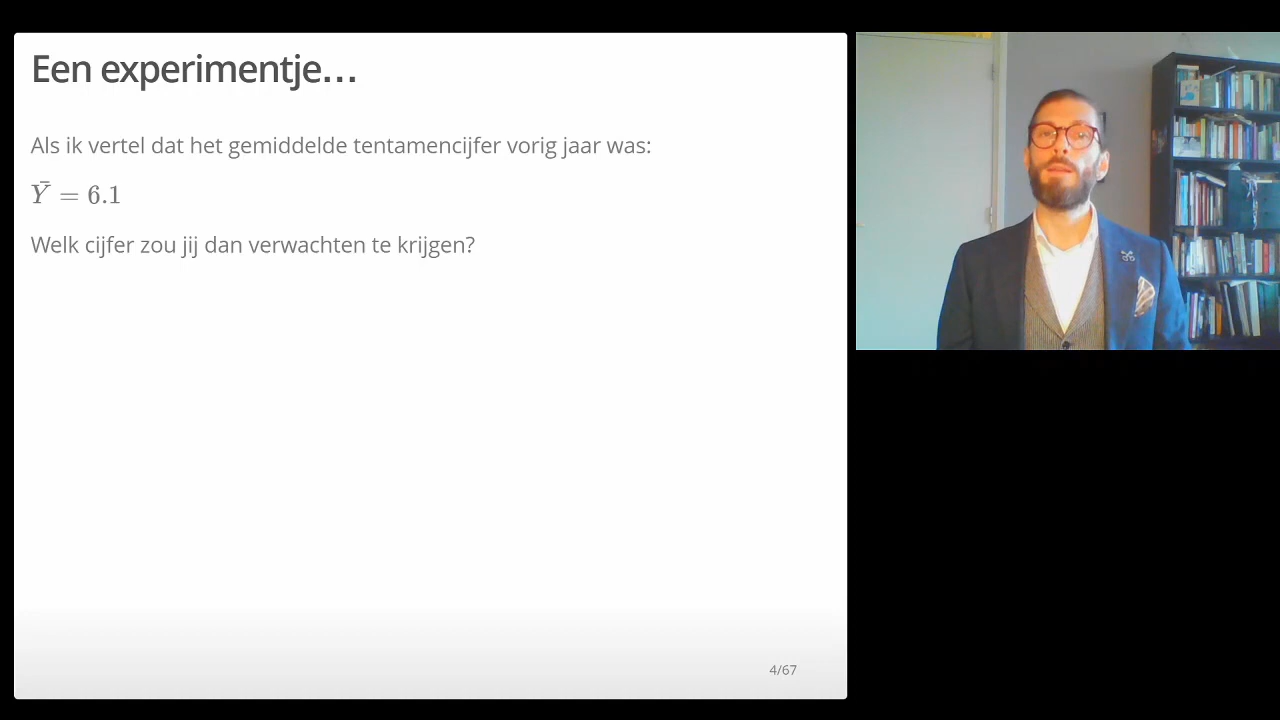 Een experimentje…
Als ik vertel dat het gemiddelde tentamencijfer vorig jaar was:
Ȳ = 6.1
Welk cijfer zou jij dan verwachten te krijgen?
4/67